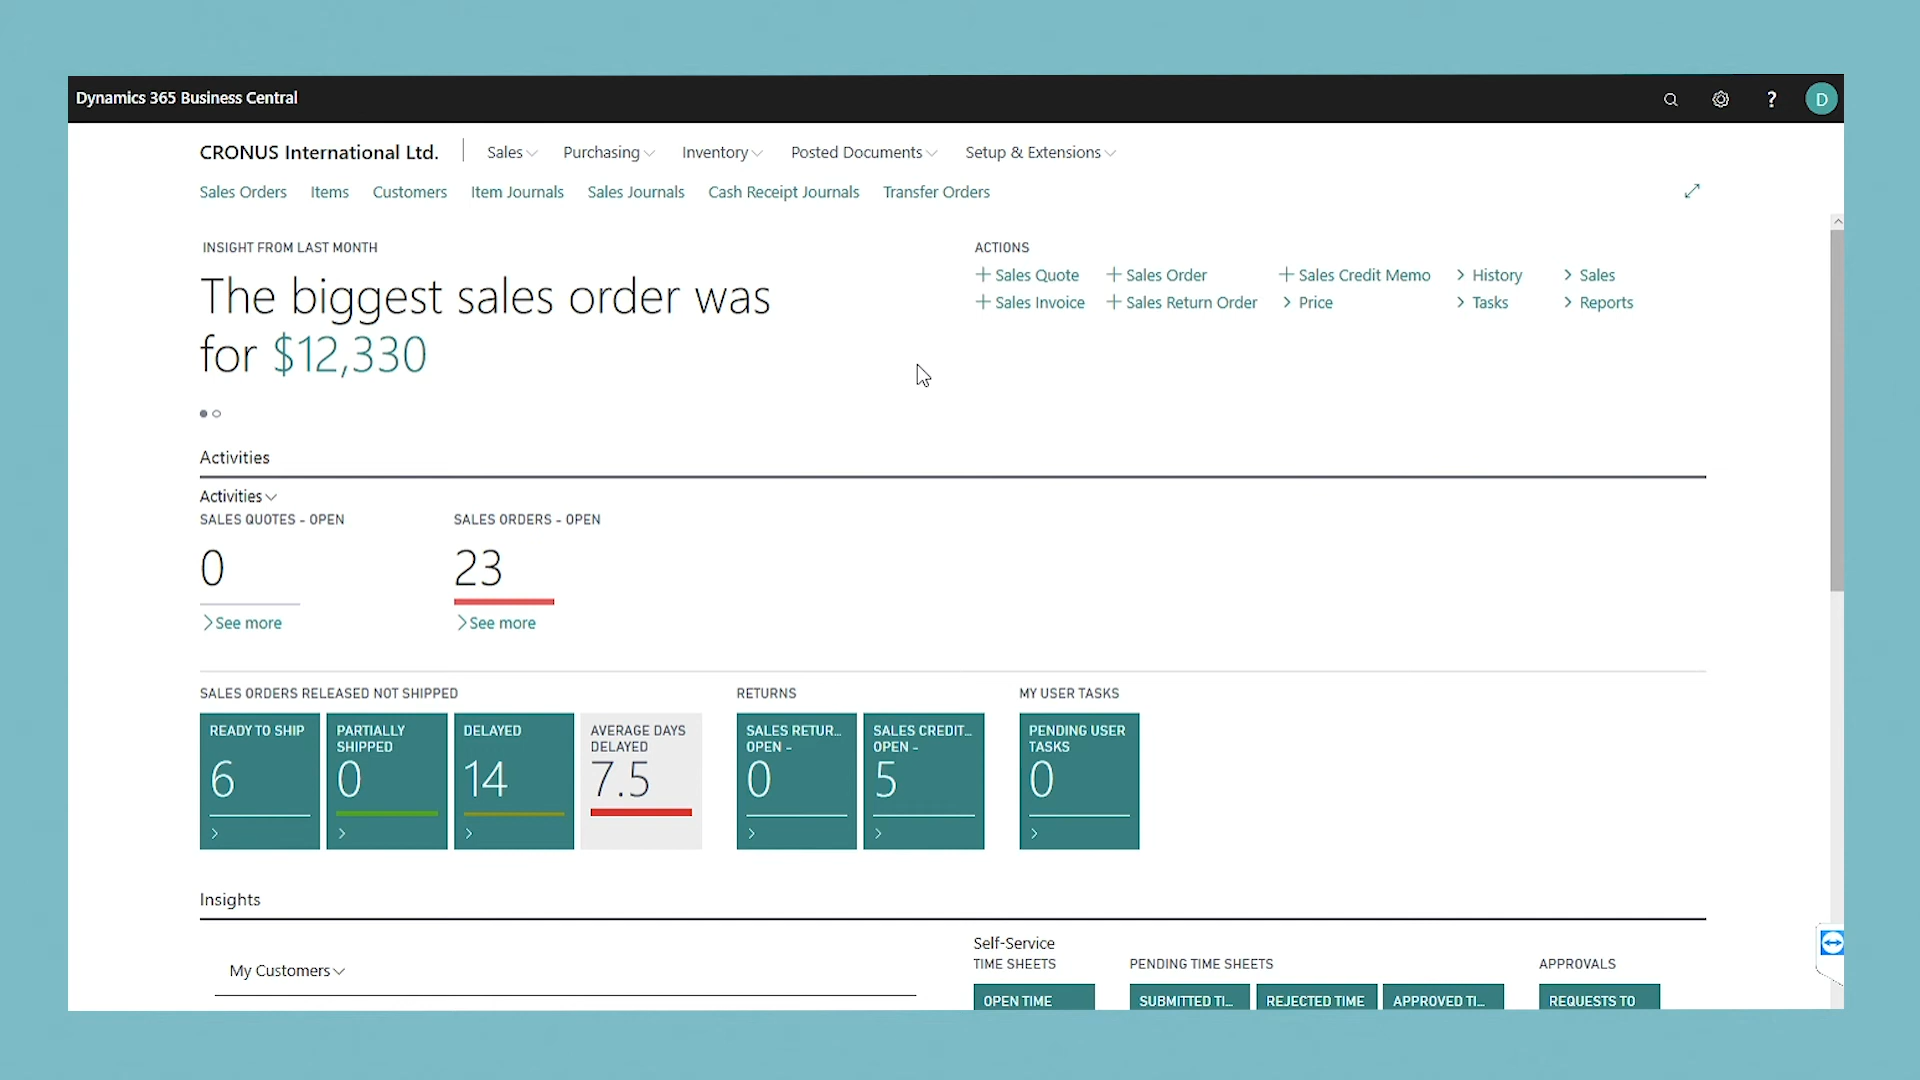 Dynamics 365 Business Central
? D
CRONUS International Ltd. Sales Purchasing Inventory Posted Documents Setup & Extensions
Sales Orders Items Customers Item Journals Sales Journals Cash Receipt Journals Transfer Orders
INSIGHT FROM LAST MONTH
The biggest sales order was
for $12,330
ACTIONS
+ Sales Quote + Sales Order + Sales Credit Memo > History > Sales
+ Sales Invoice + Sales Return Order > Price > Tasks > Reports
Activities
Activities
SALES QUOTES - OPEN
0
>See more
SALES ORDERS - OPEN
23
>See more
SALES ORDERS RELEASED NOT SHIPPED
READY TO SHIP
6
>
PARTIALLY
SHIPPED
0
>
DELAYED
14
>
AVERAGE DAYS
DELAYED
7.5
RETURNS
SALES RETUR...
OPEN -
0
>
SALES CREDIT...
OPEN -
5
>
MY USER TASKS
PENDING USER
TASKS
0
>
Insights
My Customers
Self-Service
TIME SHEETS
OPEN TIME
PENDING TIME SHEETS
SUBMITTED TI...
REJECTED TIME
APPROVED TI...
APPROVALS
REQUESTS TO